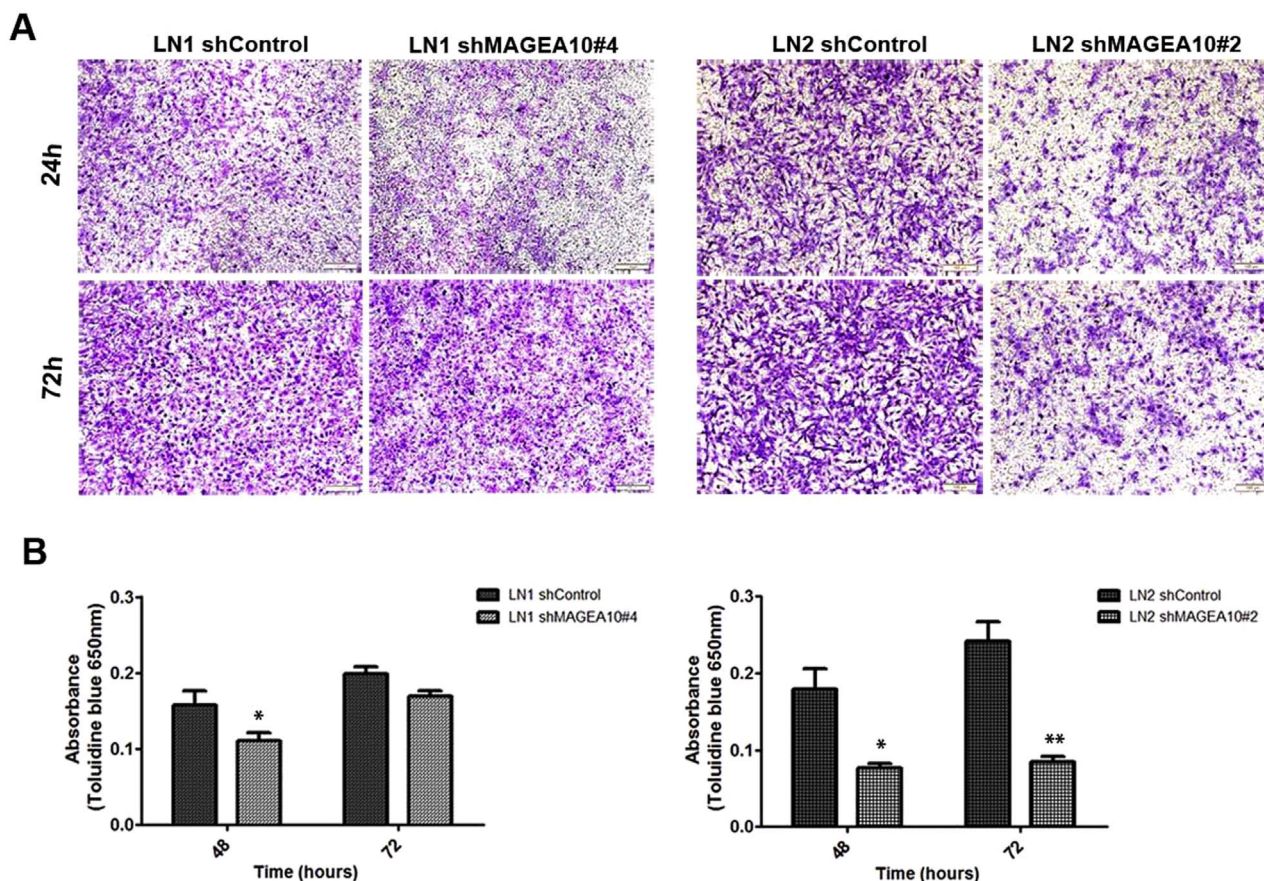 A
LN1 shControl
LN1 shMAGEA10#4
LN2 shControl
LN2 shMAGEA10#2
24h
72h
B
0.3
0.2
0.1
0.0
Absorbance
(Toluidine blue 650nm)
LN1 shControl
LN1 shMAGEA10#4
*
48
72
Time (hours)
0.3
0.2
0.1
0.0
Absorbance
(Toluidine blue 650nm)
LN2 shControl
LN2 shMAGEA10#2
*
**
48
72
Time (hours)